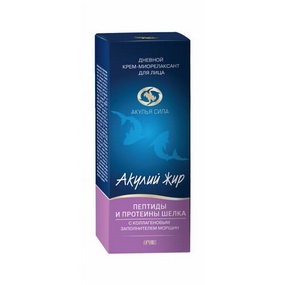 ДНЕВНОЙ
КРЕМ-МИОРЕЛАКСАНТ
ДЛЯ ЛИЦА
АКУЛЬЯ СИЛА
Акулий жир
ПЕПТИДЫ
И ПРОТЕИНЫ ШЕЛКА
С КОЛЛАГЕНОВЫМ
ЗАПОЛНИТЕЛЕМ МОРЩИН